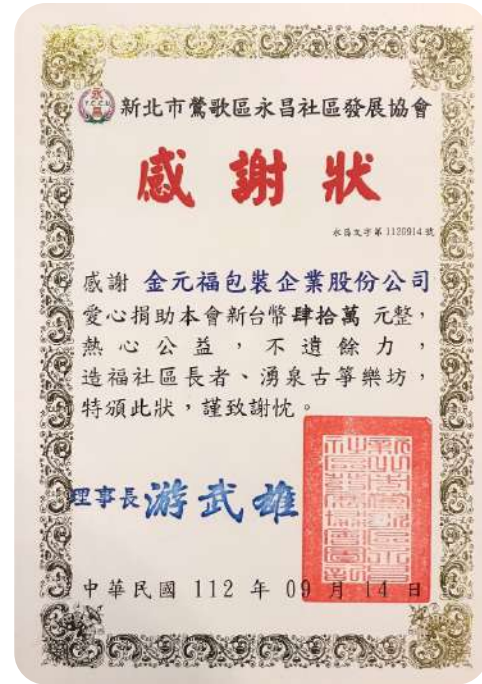 新北市鶯歌區永昌社區發展協會
感謝狀
永昌文字第1120914號
感謝 金元福包裝企業股份公司
愛心捐助本會新台幣肆拾萬 元整，
熱心公益，不遺餘力，
造福社區長者、湧泉古箏樂坊，
特頒此狀，謹致謝忱。
理事長 游武雄
中華民國 112 年 09 月 14 日